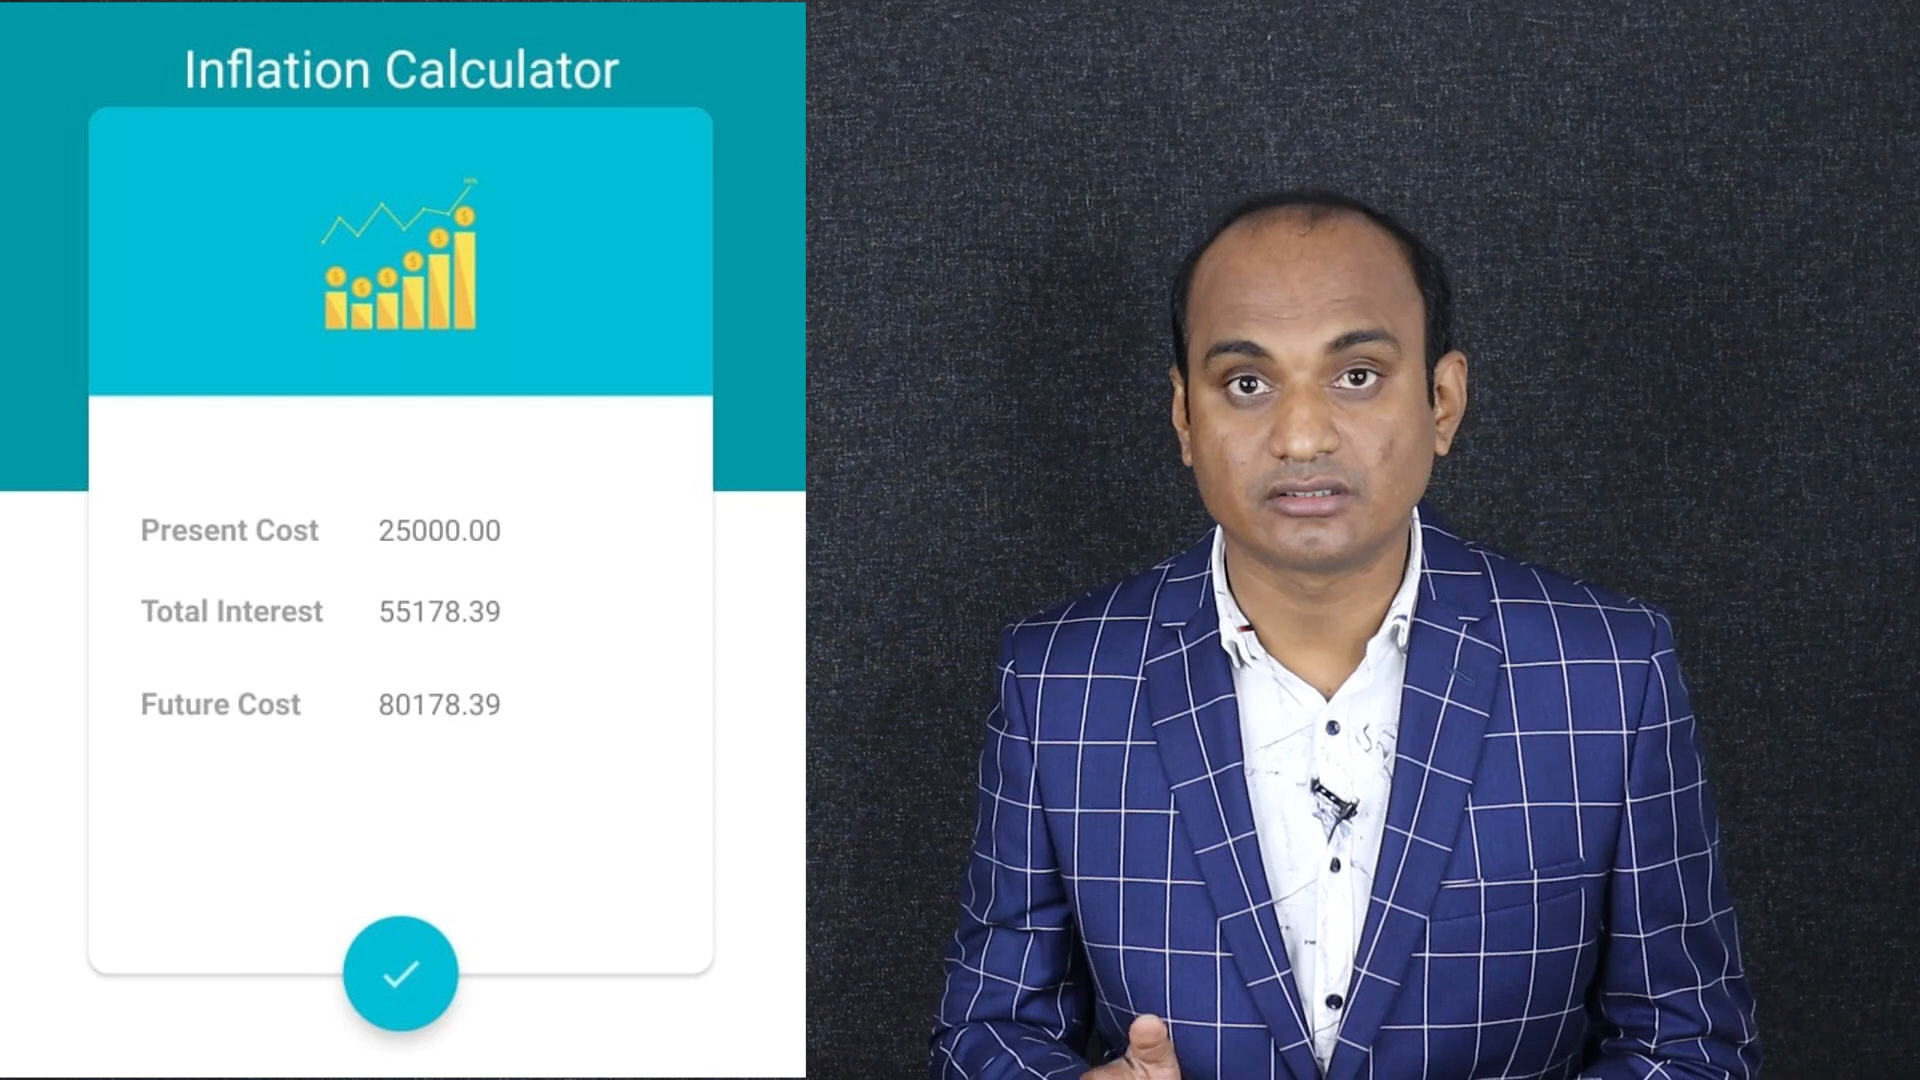 Inflation Calculator
Present Cost 25000.00
Total Interest 55178.39
Future Cost 80178.39